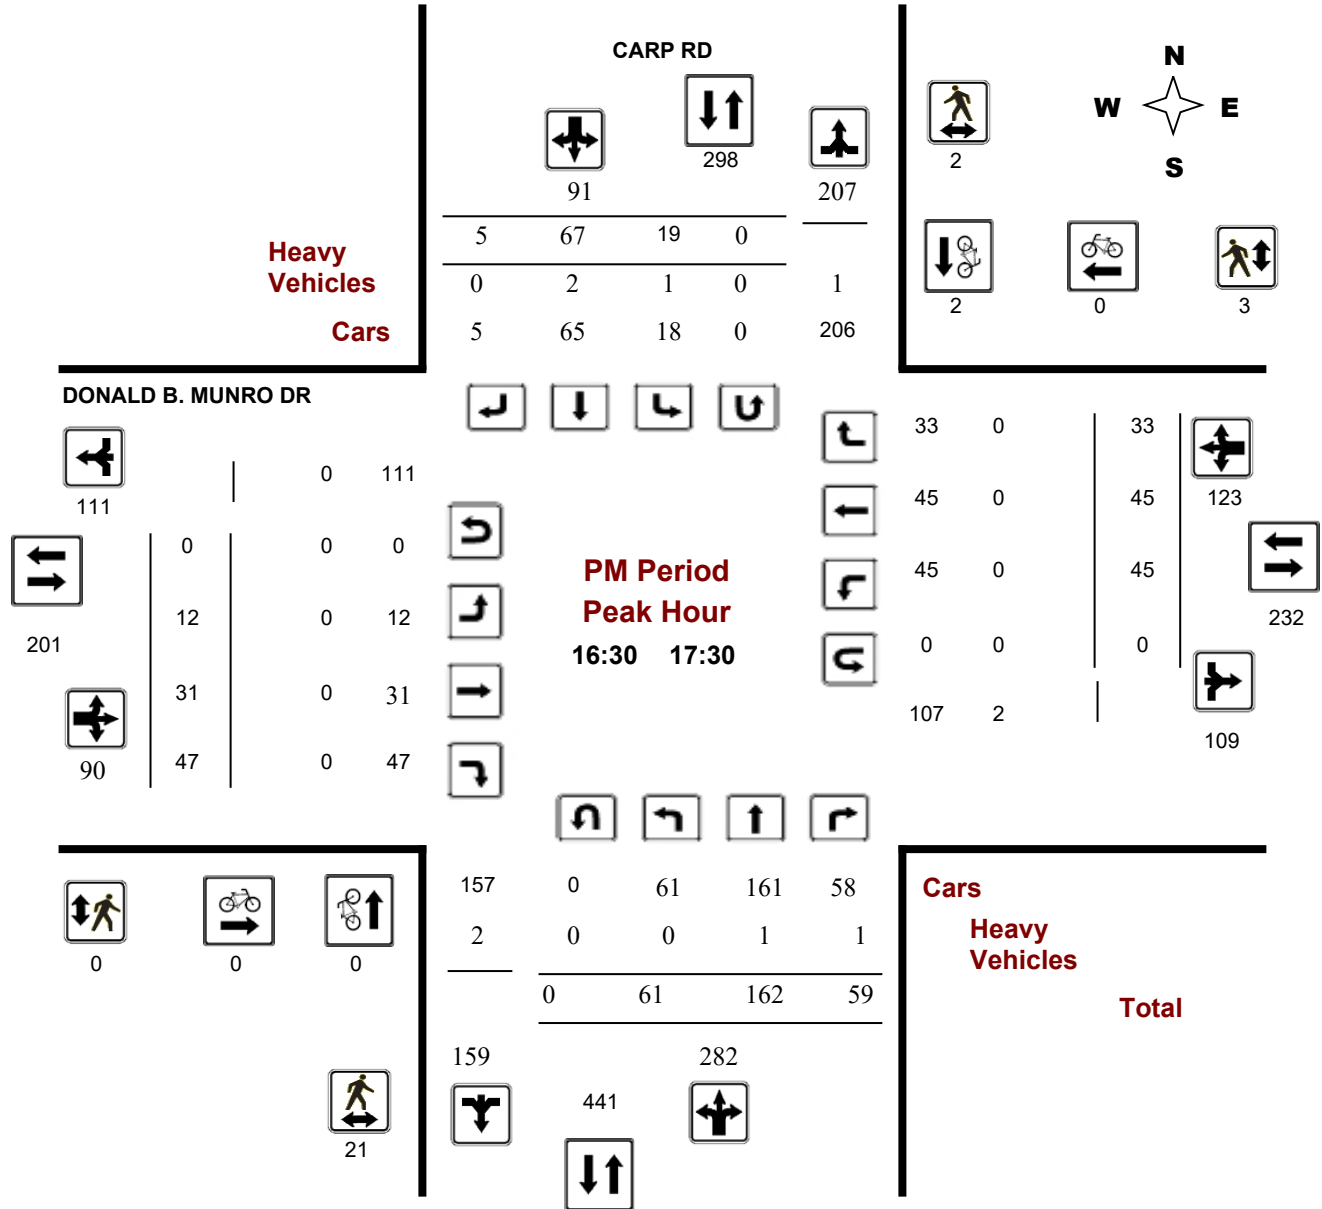 CARP RD
N
W E
S
298
2
91 207
5 67 19 0
Heavy
Vehicles
0 2 1 0 1
2 0 3
Cars
5 65 18 0 206
DONALD B. MUNRO DR
33 0 33
0 111
111
45 0 45 123
0 0 0
PM Period
45 0 45
Peak Hour
12 0 12
232
201
16:30 17:30
0 0 0
31 0 31
107 2
109
90 47 0 47
157 0 61 161 58
Cars
2 0 0 1 1
Heavy
Vehicles
0 0 0
0 61 162 59
Total
159 282
441
21